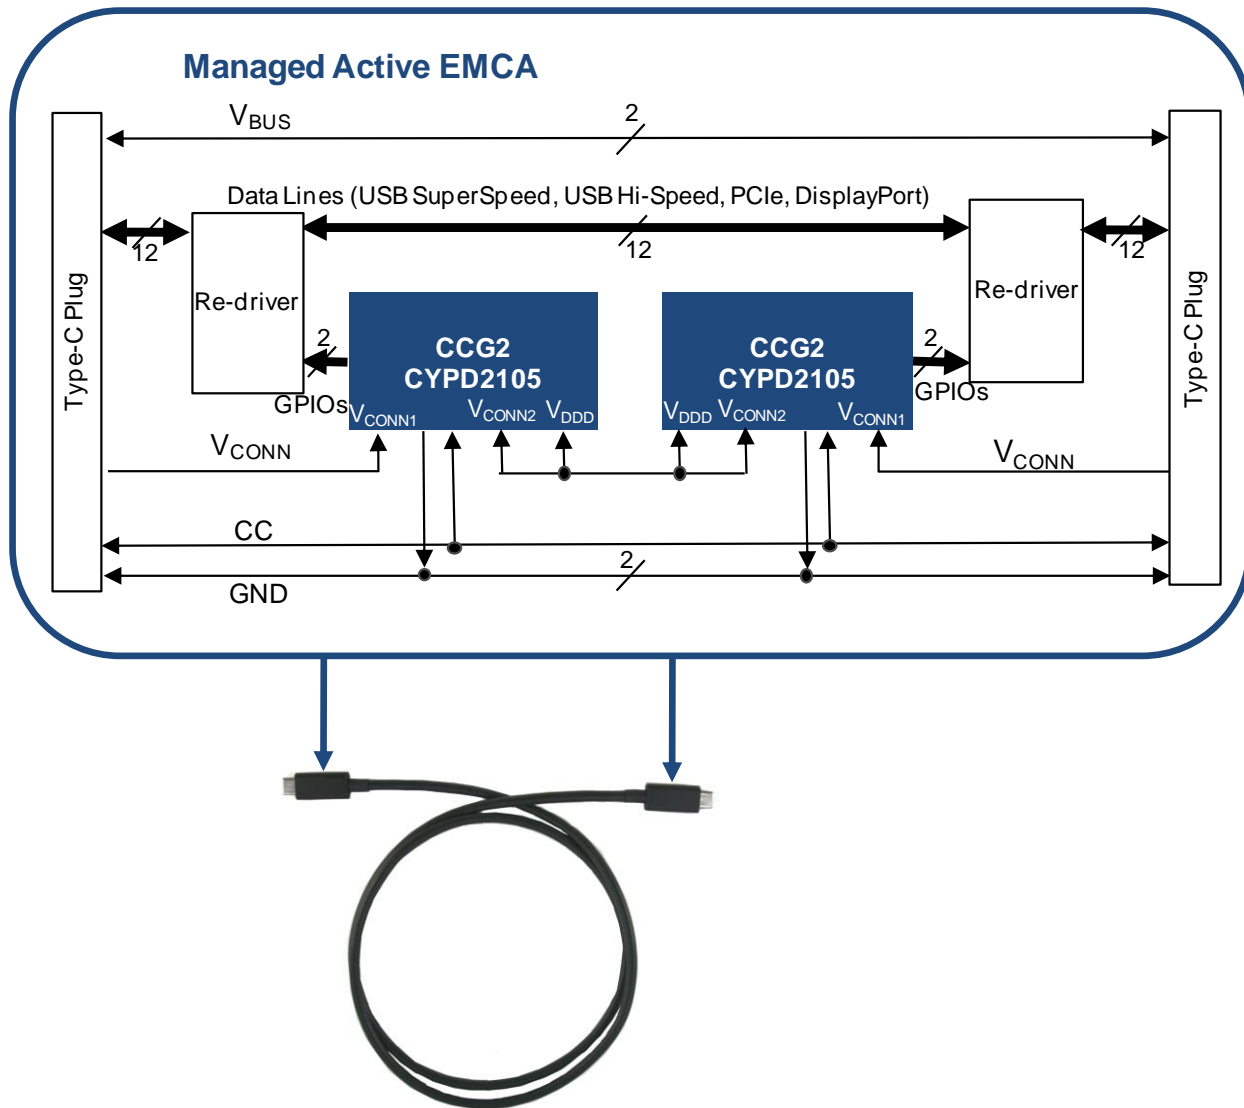 Managed Active EMCA
VBUS
2
Data Lines (USB SuperSpeed, USB Hi-Speed, PCIe, DisplayPort)
12
12
12
Type-C Plug
Re-driver
Re-driver
Type-C Plug
2
GPIOs
CCG2
CYPD2105
VCONN1
VCONN2
VDDD
CCG2
CYPD2105
VDDD
VCONN2
VCONN1
2
GPIOs
VCONN
VCONN
CC
2
GND